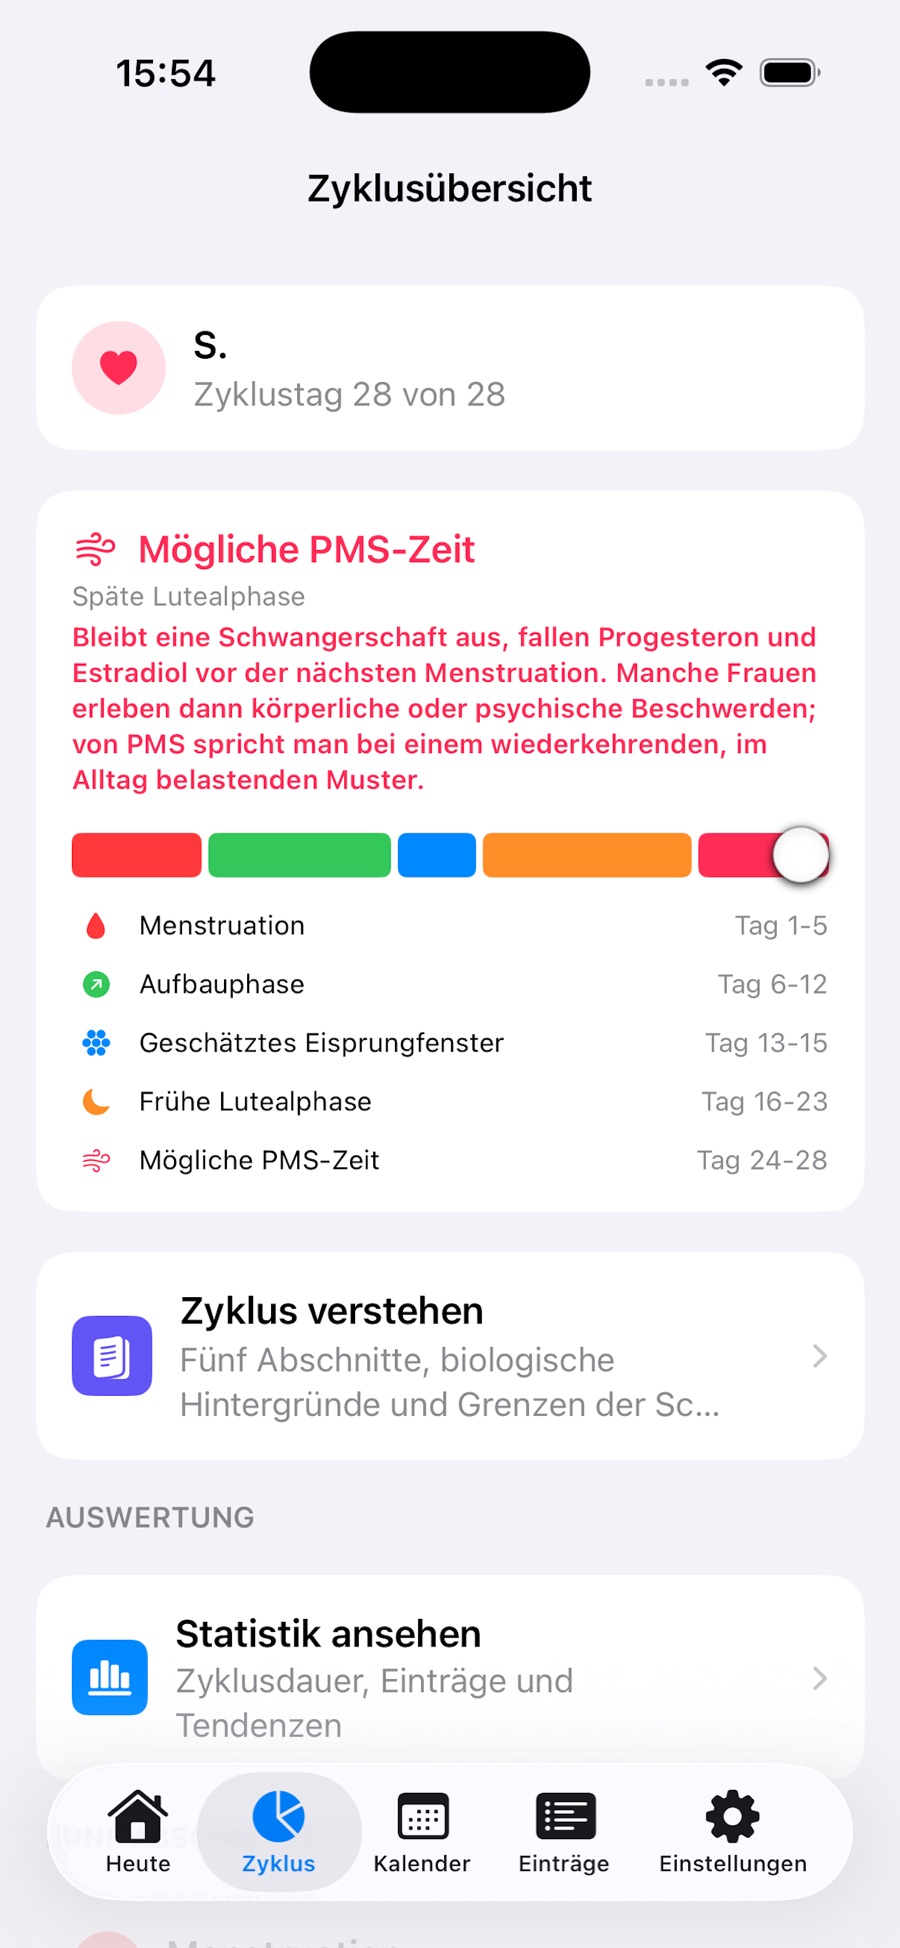 15:54
Zyklusübersicht
S.
Zyklustag 28 von 28
Mögliche PMS-Zeit
Späte Lutealphase
Bleibt eine Schwangerschaft aus, fallen Progesteron und
Estradiol vor der nächsten Menstruation. Manche Frauen
erleben dann körperliche oder psychische Beschwerden;
von PMS spricht man bei einem wiederkehrenden, im
Alltag belastenden Muster.
Menstruation Tag 1-5
Aufbauphase Tag 6-12
Geschätztes Eisprungfenster Tag 13-15
Frühe Lutealphase Tag 16-23
Mögliche PMS-Zeit Tag 24-28
Zyklus verstehen
Fünf Abschnitte, biologische
Hintergründe und Grenzen der Sc...
AUSWERTUNG
Statistik ansehen
Zyklusdauer, Einträge und
Tendenzen
Heute Zyklus Kalender Einträge Einstellungen
Menstruation